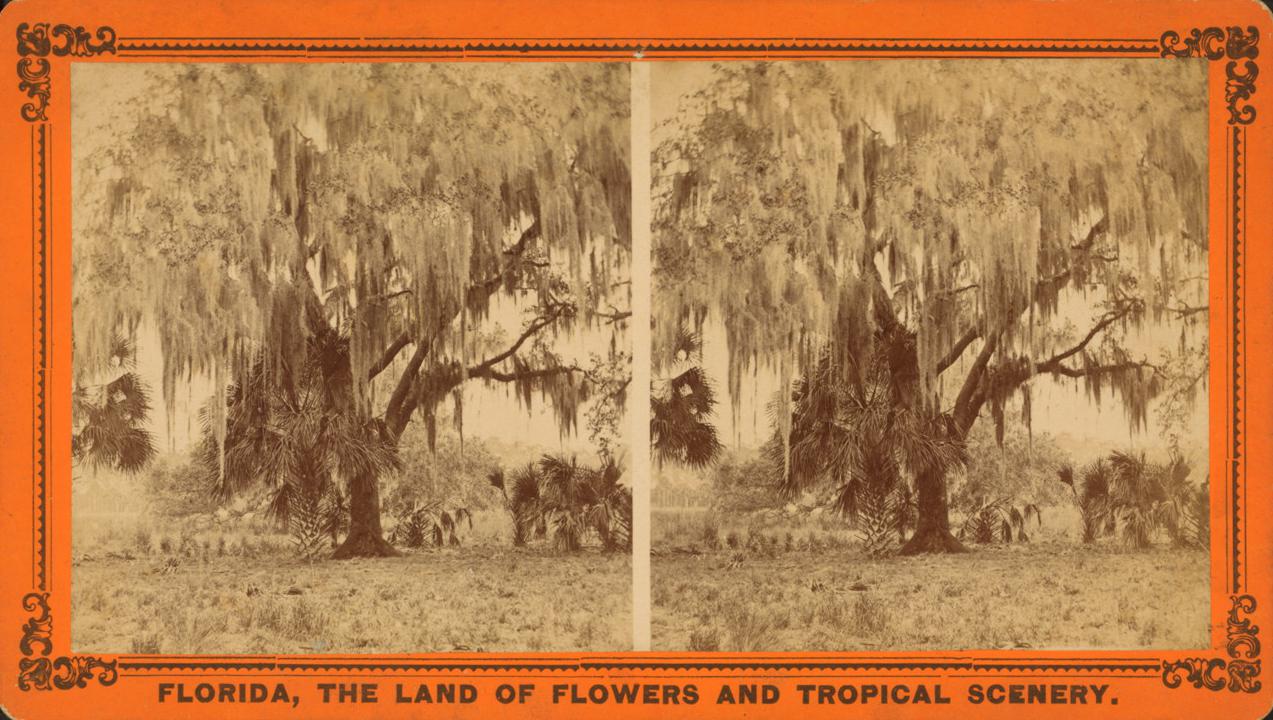 FLORIDA, THE LAND OF FLOWERS AND TROPICAL SCENERY.